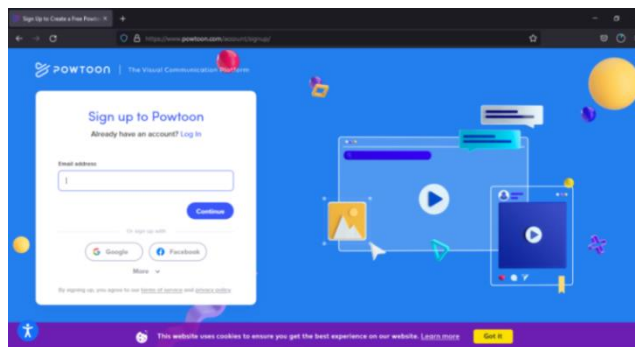 Sign Up to Create a Free Powto
https://www.powtoon.com/account/signup/
POWTOON | The Visual Communication Platform
Sign up to Powtoon
Already have an account? Log In
Email address
Continue
Or sign up with
Google
Facebook
More
By signing up, you agree to our terms of service and privacy policy
This website uses cookies to ensure you get the best experience on our website. Learn more
Got it